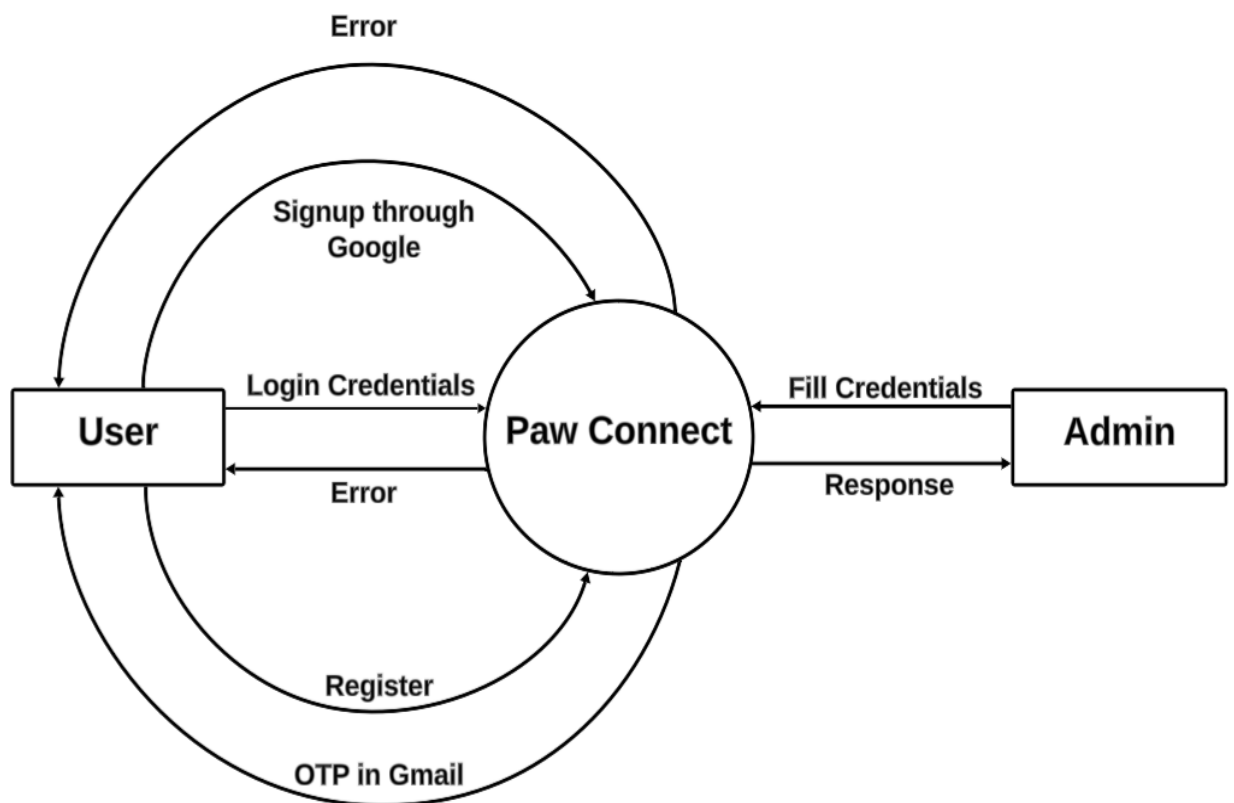 Error
Signup through
Google
Login Credentials
Fill Credentials
User
Paw Connect
Admin
Error
Response
Register
OTP in Gmail